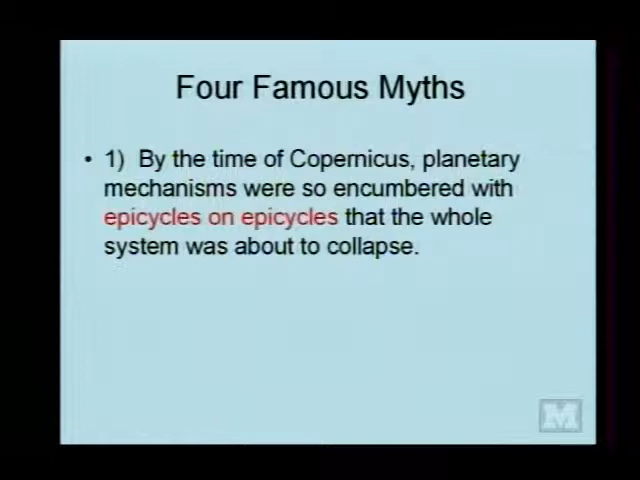 Four Famous Myths
• 1) By the time of Copernicus, planetary
mechanisms were so encumbered with
epicycles on epicycles that the whole
system was about to collapse.
M